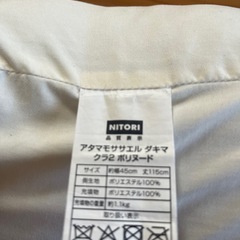 NITORI
品質表示
アタマモササエル ダキマ
クラ2 ポリヌード
サイズ 約幅45cm 丈115cm
表生地 ポリエステル100%
充填物 ポリエステル100%
充填物の重量 約1.1kg
取り扱い表示